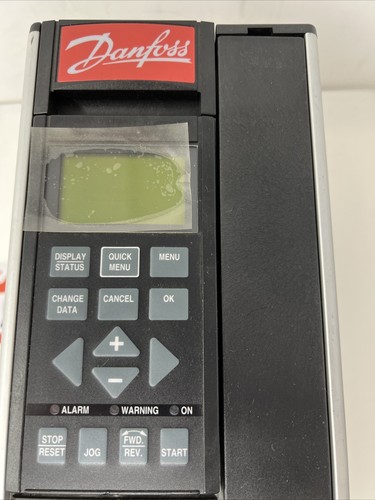 Danfoss
DISPLAY
STATUS
QUICK
MENU
MENU
CHANGE
DATA
CANCEL
OK
+
−
ALARM
WARNING
ON
STOP
RESET
JOG
FWD.
REV.
START